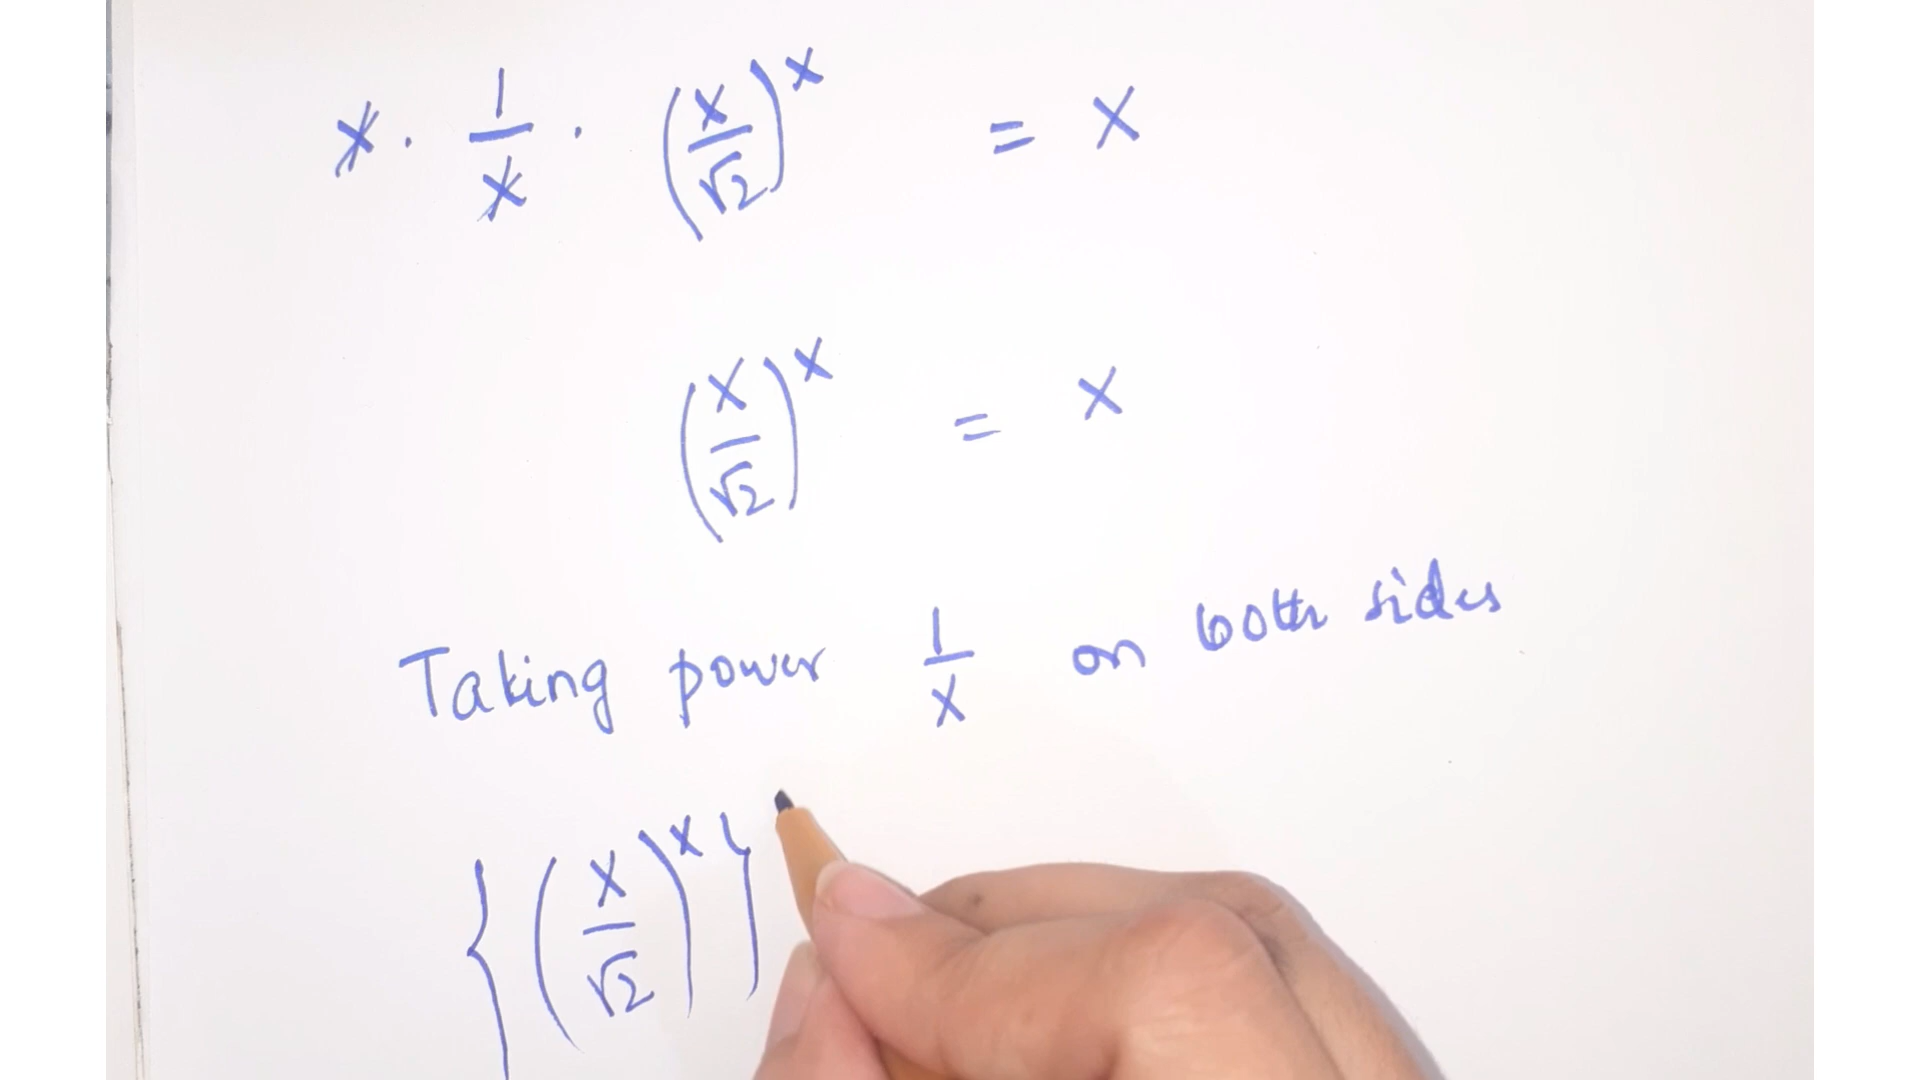 x · 1/x · (x/√2)^x = x
(x/√2)^x = x
Taking power 1/x on both sides
{(x/√2)^x}